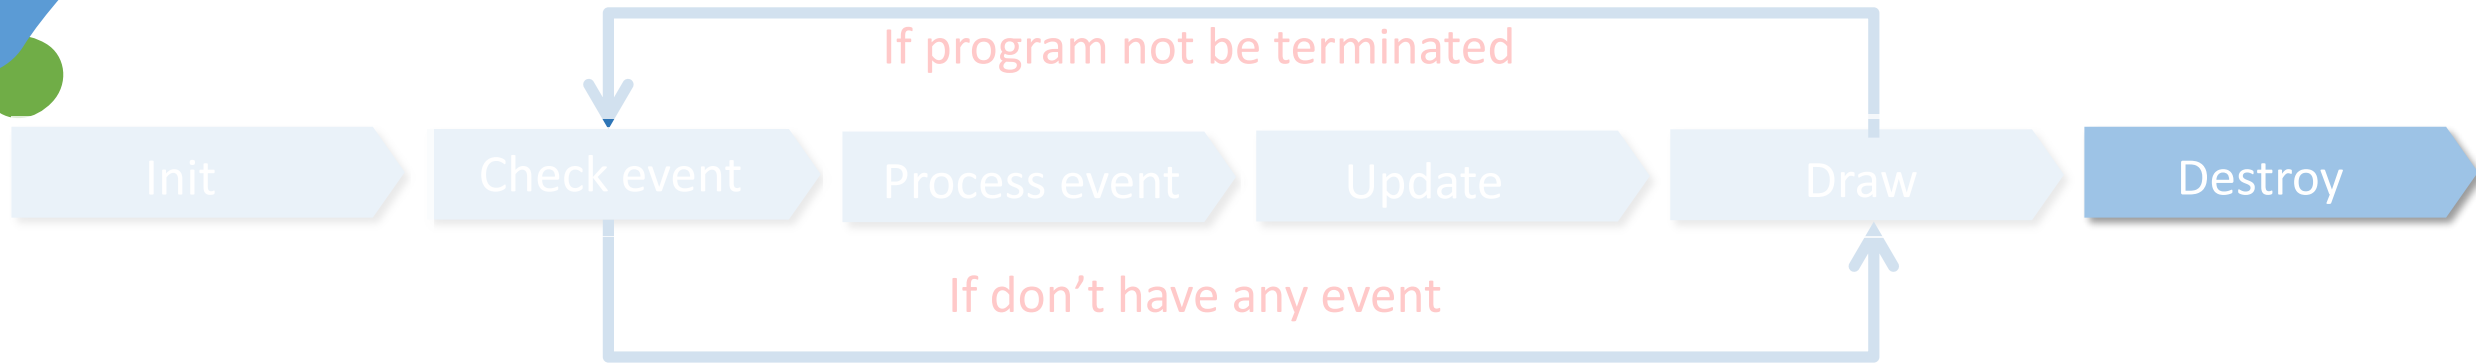 If program not be terminated
Init
Check event
Process event
Update
Draw
Destroy
If don’t have any event